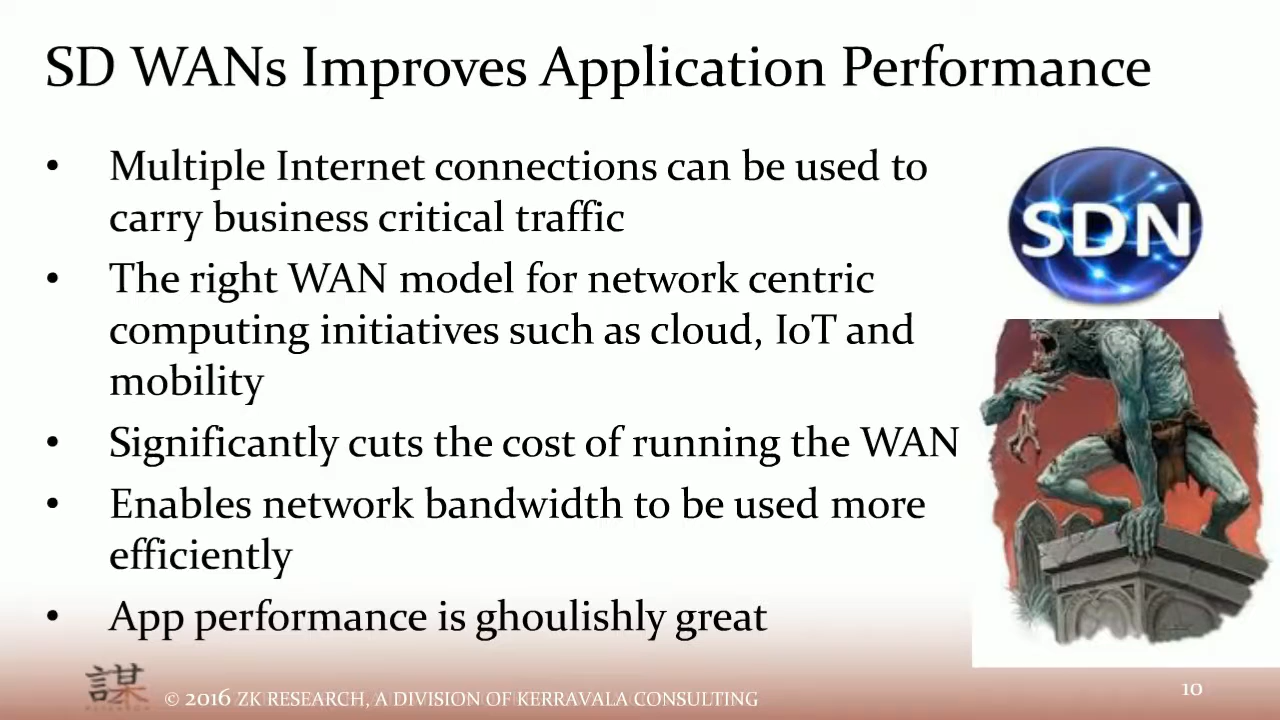 SD WANs Improves Application Performance
• Multiple Internet connections can be used to
carry business critical traffic
• The right WAN model for network centric
computing initiatives such as cloud, IoT and
mobility
• Significantly cuts the cost of running the WAN
• Enables network bandwidth to be used more
efficiently
• App performance is ghoulishly great
SDN
謀
© 2016 ZK RESEARCH, A DIVISION OF KERRAVALA CONSULTING
10